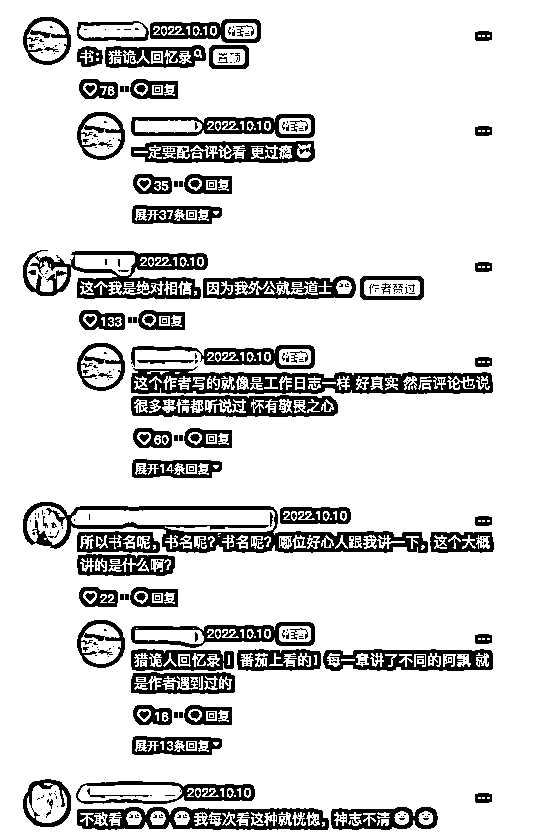 2022.10.10 作者
书：猎诡人回忆录 置顶
78 回复
2022.10.10 作者
一定要配合评论看 更过瘾
35 回复
展开37条回复
2022.10.10
这个我是绝对相信，因为我外公就是道士 作者赞过
133 回复
2022.10.10 作者
这个作者写的就像是工作日志一样 好真实 然后评论也说
很多事情都听说过 怀有敬畏之心
60 回复
展开14条回复
2022.10.10
所以书名呢，书名呢？书名呢？哪位好心人跟我讲一下，这个大概
讲的是什么啊？
22 回复
2022.10.10 作者
猎诡人回忆录 [ 番茄上看的] 每一章讲了不同的阿飘 就
是作者遇到过的
16 回复
展开13条回复
2022.10.10
不敢看 我每次看这种就恍惚，神志不清